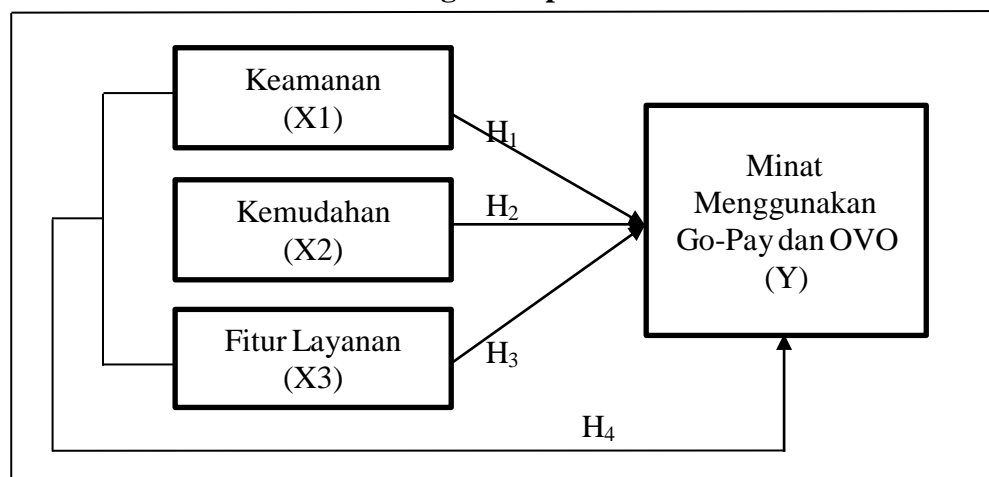 Keamanan
(X1)
H1
Kemudahan
(X2)
H2
Fitur Layanan
(X3)
H3
Minat
Menggunakan
Go-Pay dan OVO
(Y)
H4